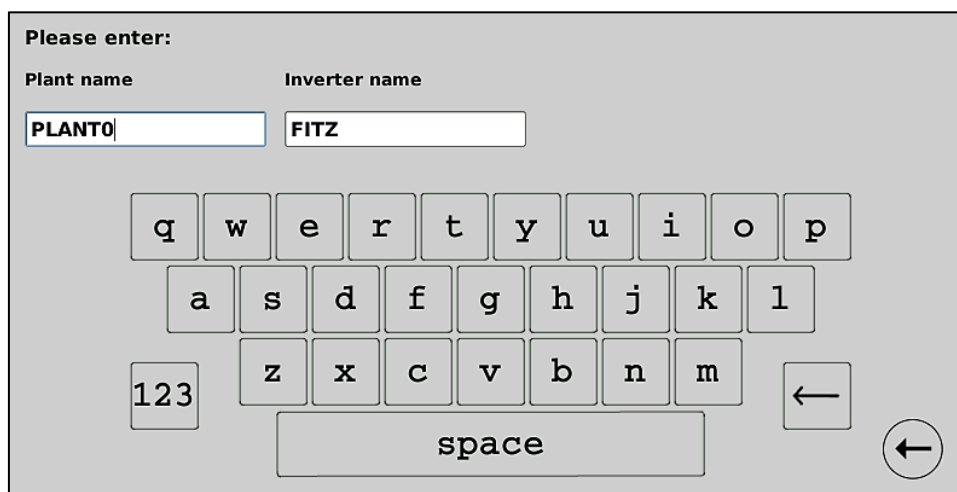 Please enter:
Plant name Inverter name
PLANT0 FITZ
q w e r t y u i o p
a s d f g h j k l
123 z x c v b n m ←
space ←